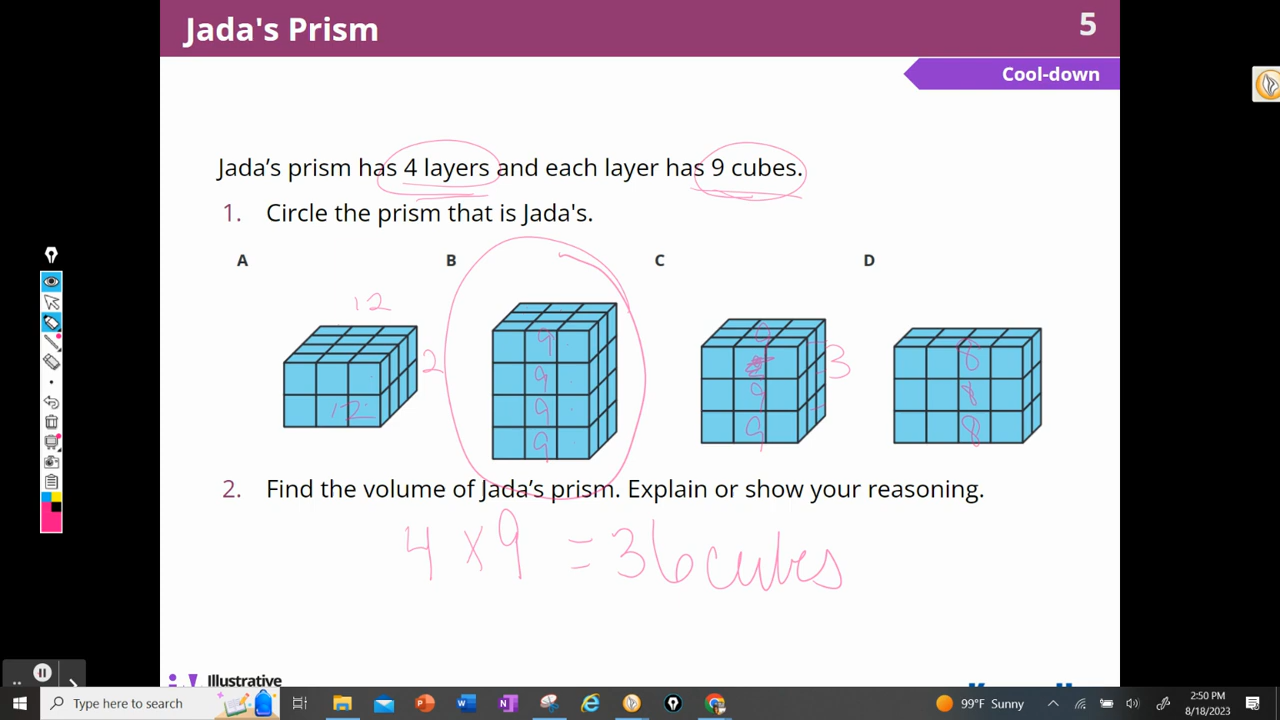 Jada's Prism 5
Cool-down
Jada's prism has 4 layers and each layer has 9 cubes.
1. Circle the prism that is Jada's.
A B C D
12
9 9 8
2 9 3
9 9 8
12 9 9 8
9
2. Find the volume of Jada's prism. Explain or show your reasoning.
4 x 9 = 36 cubes
Illustrative
Type here to search
99°F Sunny
2:50 PM
8/18/2023